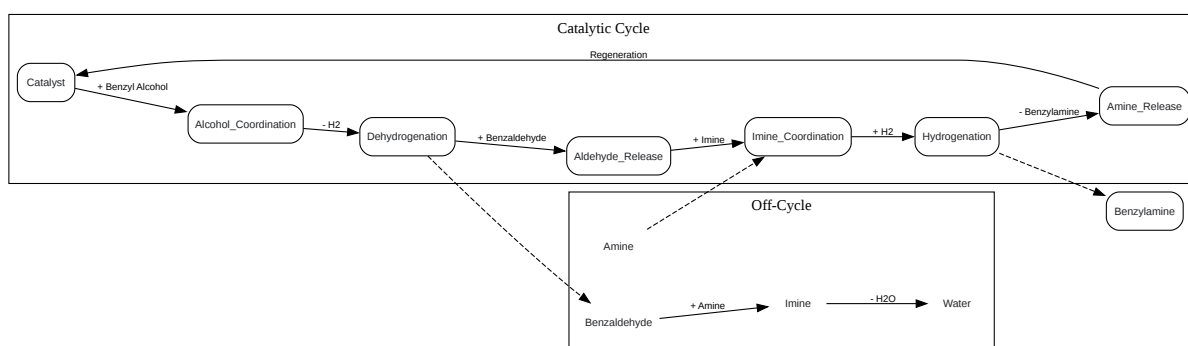 Catalytic Cycle
Regeneration
Catalyst
+ Benzyl Alcohol
Alcohol_Coordination
- H2
Dehydrogenation
+ Benzaldehyde
Aldehyde_Release
+ Imine
Imine_Coordination
+ H2
Hydrogenation
- Benzylamine
Amine_Release
Benzylamine
Off-Cycle
Amine
Benzaldehyde
+ Amine
Imine
- H2O
Water